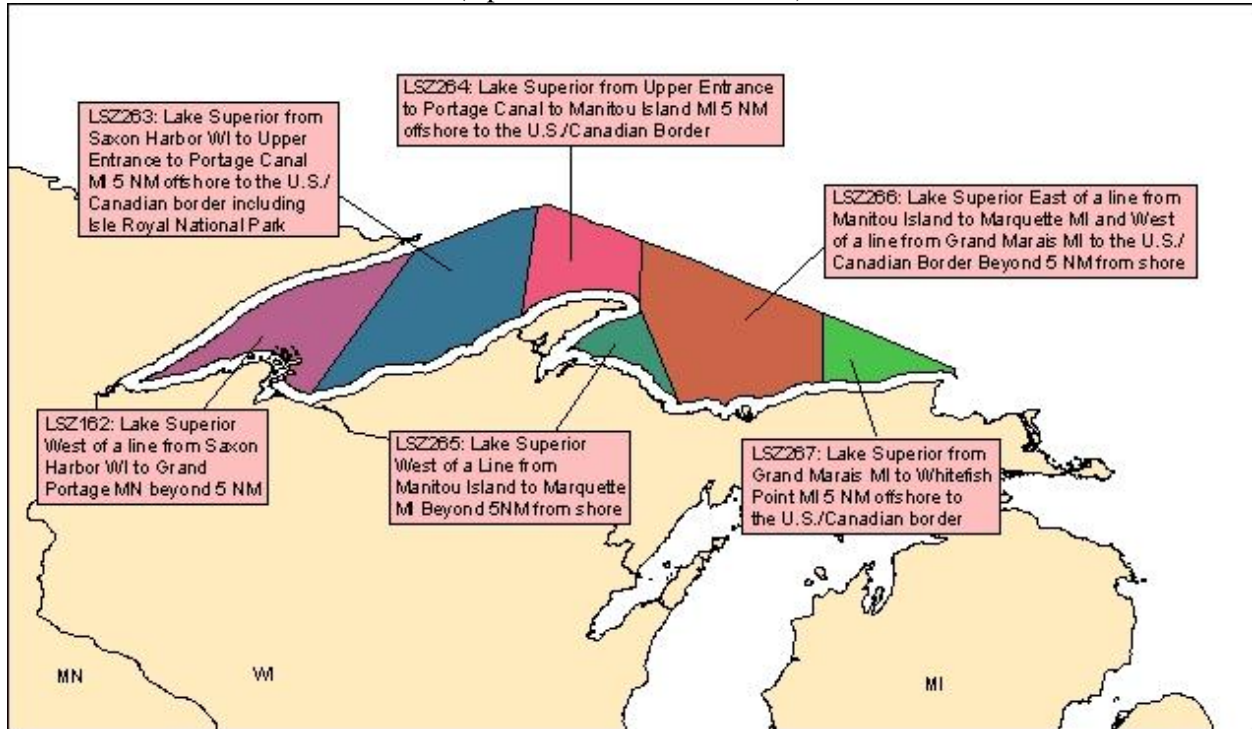 LSZ264: Lake Superior from Upper Entrance
to Portage Canal to Manitou Island MI 5 NM
offshore to the U.S./Canadian Border
LSZ263: Lake Superior from
Saxon Harbor WI to Upper
Entrance to Portage Canal
MI 5 NM offshore to the U.S./
Canadian border including
Isle Royal National Park
LSZ266: Lake Superior East of a line from
Manitou Island to Marquette MI and West
of a line from Grand Marais MI to the U.S./
Canadian Border Beyond 5 NM from shore
LSZ162: Lake Superior
West of a line from Saxon
Harbor WI to Grand
Portage MN beyond 5 NM
LSZ265: Lake Superior
West of a Line from
Manitou Island to Marquette
MI Beyond 5NM from shore
LSZ267: Lake Superior from
Grand Marais MI to Whitefish
Point MI 5 NM offshore to
the U.S./Canadian border
MN
WI
MI